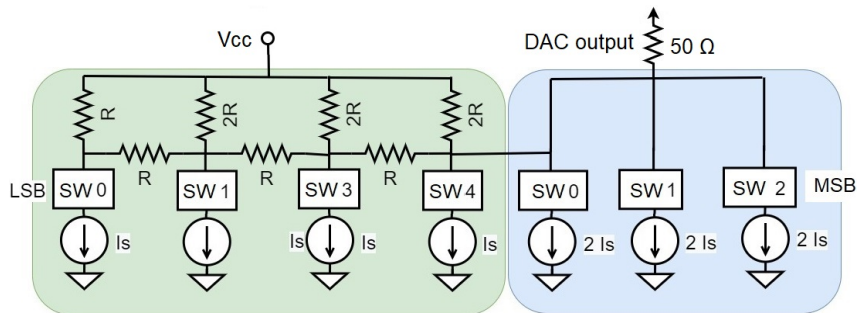 Vcc
DAC output
50 Ω
R
2R
2R
2R
R
R
R
LSB
SW 0
SW 1
SW 3
SW 4
SW 0
SW 1
SW 2
MSB
Is
Is
Is
Is
2 Is
2 Is
2 Is